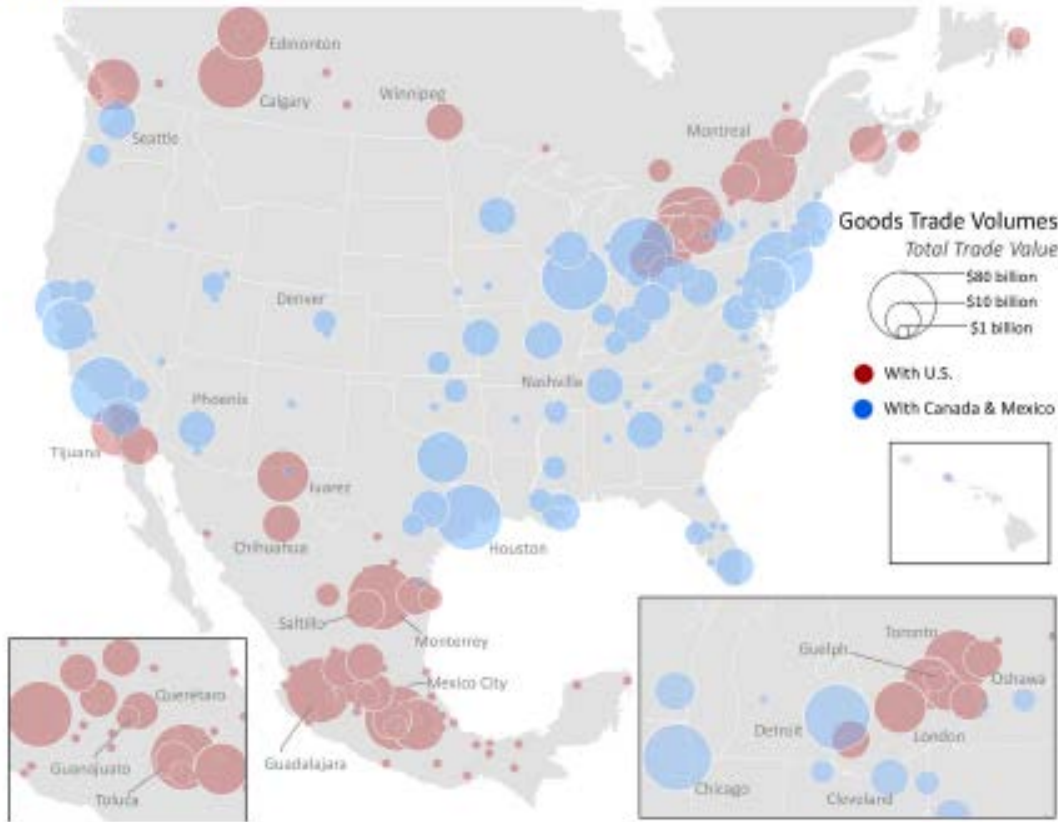 Edmonton
Calgary
Winnipeg
Montreal
Seattle
Goods Trade Volumes
Total Trade Value
$80 billion
$10 billion
$1 billion
With U.S.
With Canada & Mexico
Denver
Nashville
Phoenix
Tijuana
Juarez
Chihuahua
Houston
Saltillo
Monterrey
Mexico City
Guadalajara
Queretaro
Guanajuato
Toluca
Toronto
Guelph
Oshawa
Detroit
London
Chicago
Cleveland